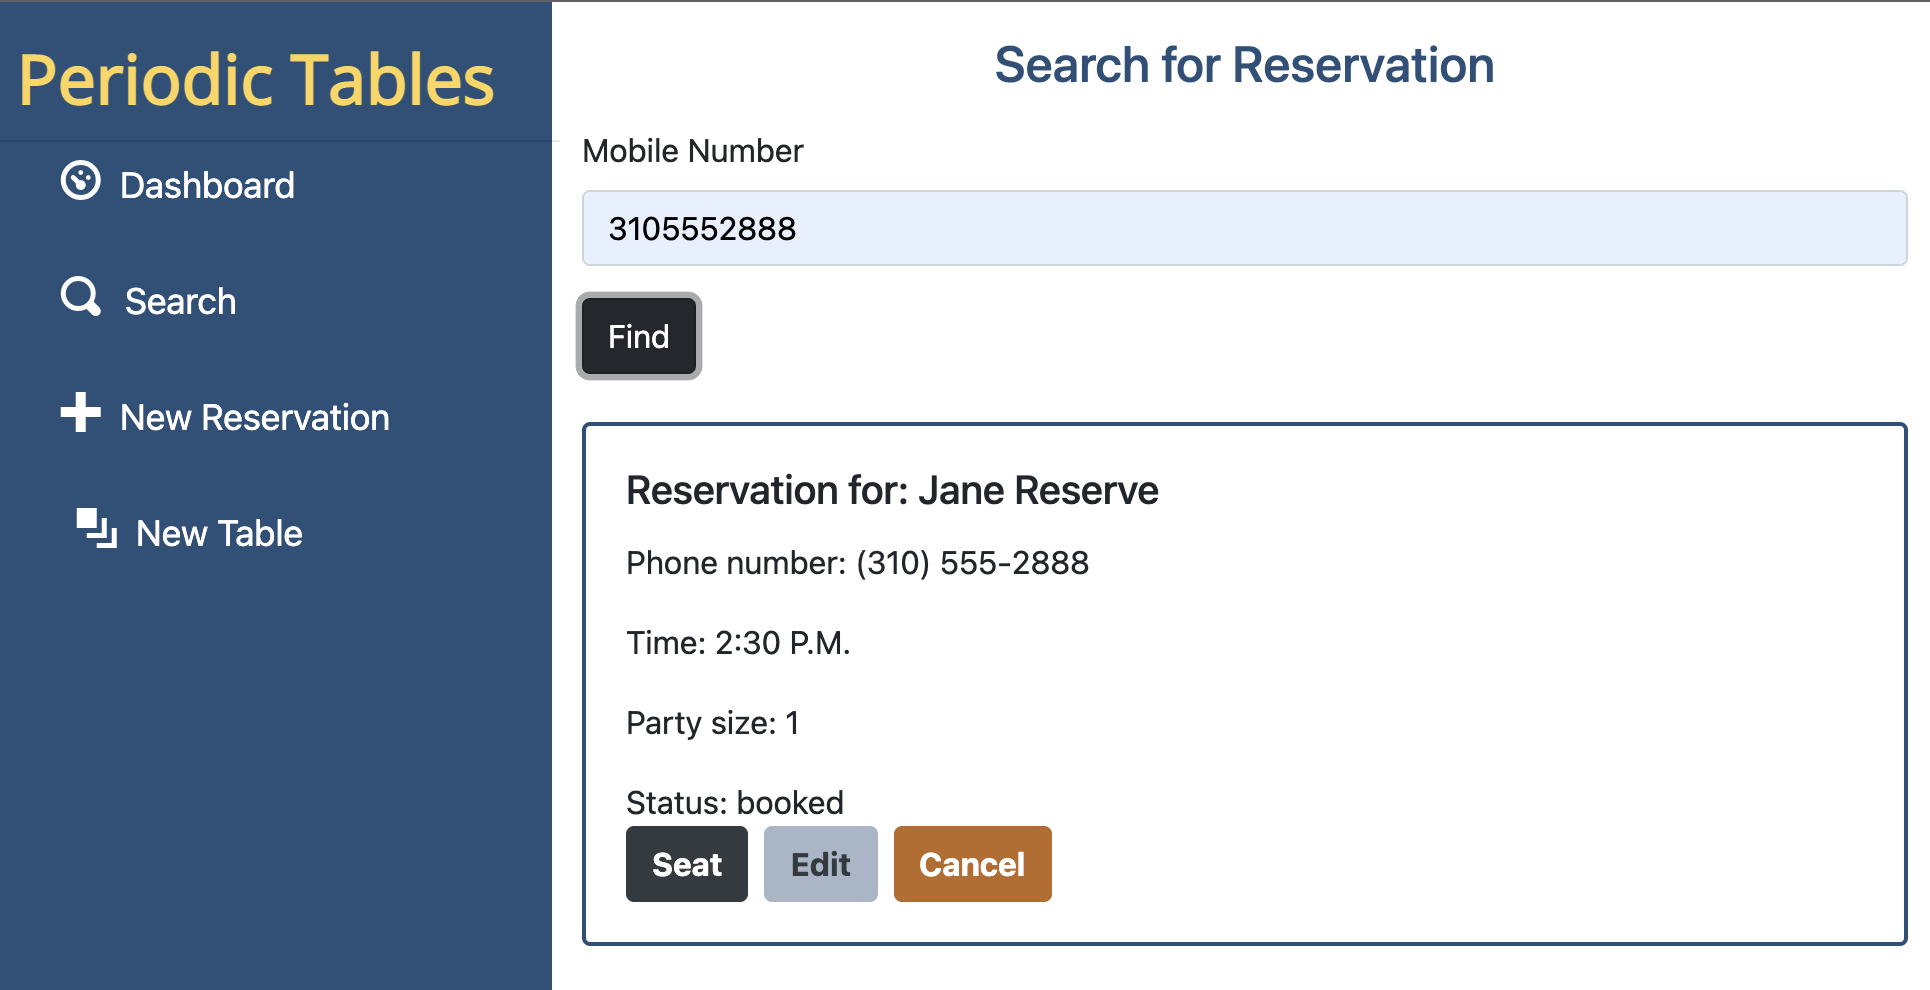 Periodic Tables
Dashboard
Search
New Reservation
New Table
Search for Reservation
Mobile Number
3105552888
Find
Reservation for: Jane Reserve
Phone number: (310) 555-2888
Time: 2:30 P.M.
Party size: 1
Status: booked
Seat Edit Cancel